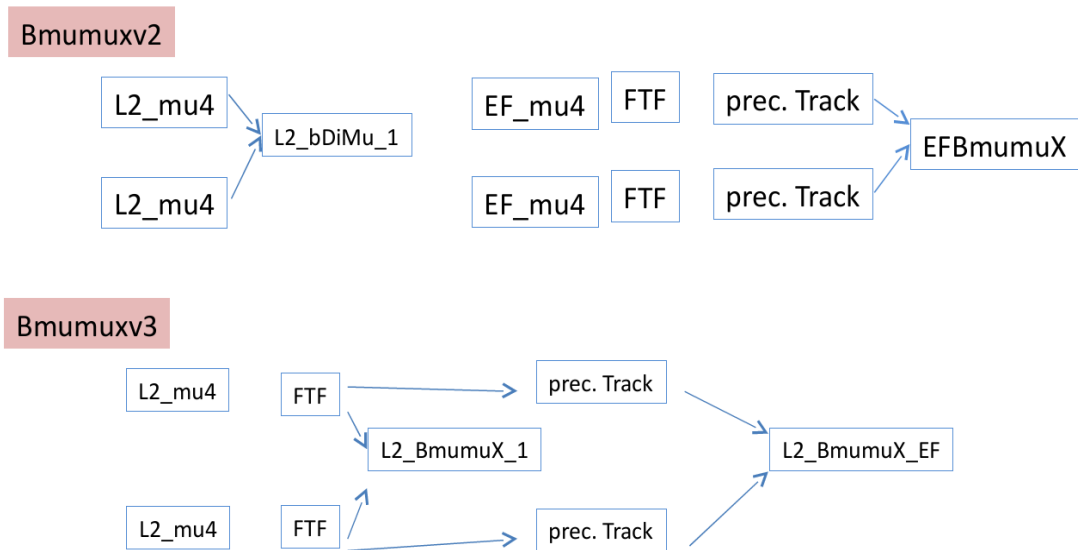 Bmumuxv2
L2_mu4
EF_mu4
FTF
prec. Track
L2_bDiMu_1
EFBmumuX
L2_mu4
EF_mu4
FTF
prec. Track
Bmumuxv3
L2_mu4
FTF
prec. Track
L2_BmumuX_1
L2_BmumuX_EF
L2_mu4
FTF
prec. Track